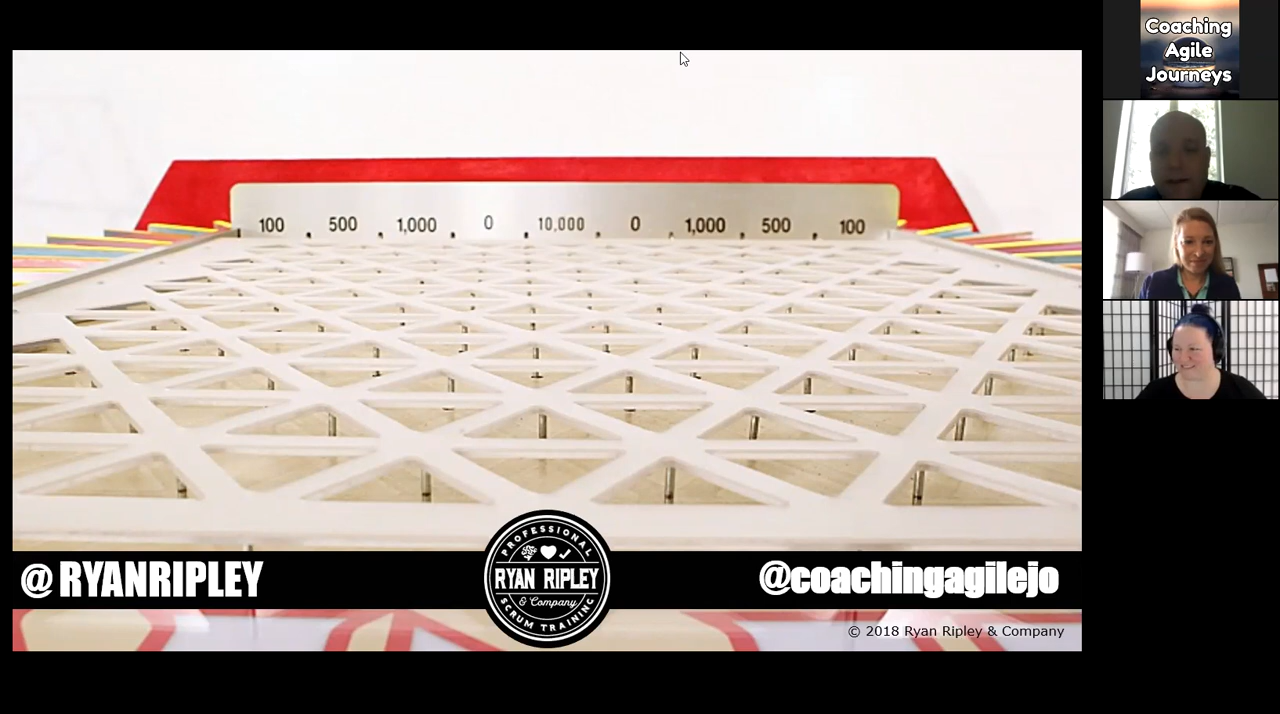 100 500 1,000 0 10,000 0 1,000 500 100
@RYANRIPLEY
PROFESSIONAL
RYAN RIPLEY
& Company
SCRUM TRAINING
@coachingagilejo
© 2018 Ryan Ripley & Company
Coaching
Agile
Journeys